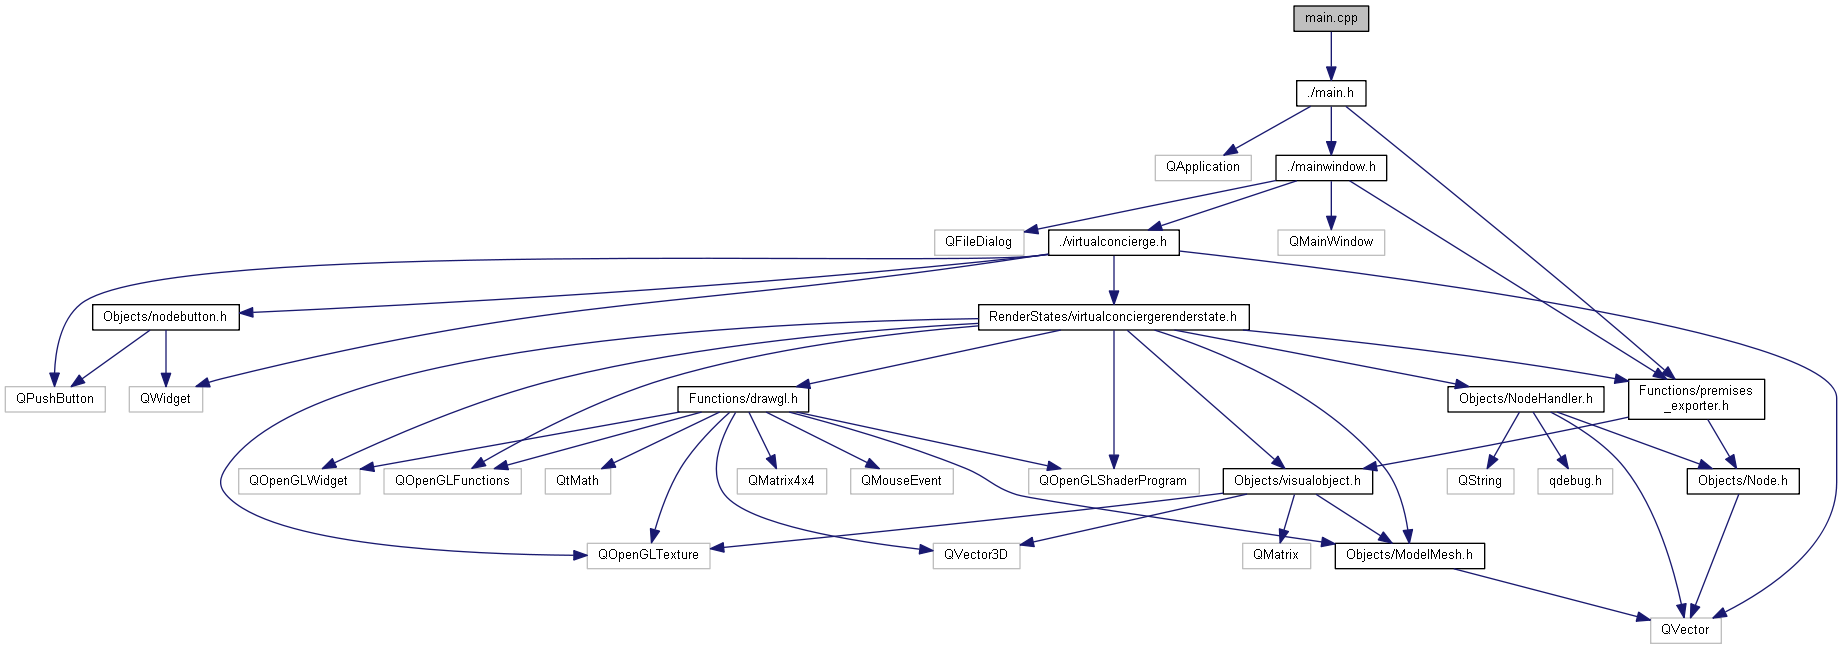 main.cpp
./main.h
QApplication
./mainwindow.h
QFileDialog
./virtualconcierge.h
QMainWindow
Objects/nodebutton.h
RenderStates/virtualconciergerenderstate.h
QPushButton
QWidget
Functions/drawgl.h
Objects/NodeHandler.h
Functions/premises
_exporter.h
QOpenGLWidget
QOpenGLFunctions
QtMath
QMatrix4x4
QMouseEvent
QOpenGLShaderProgram
Objects/visualobject.h
QString
qdebug.h
Objects/Node.h
QOpenGLTexture
QVector3D
QMatrix
Objects/ModelMesh.h
QVector